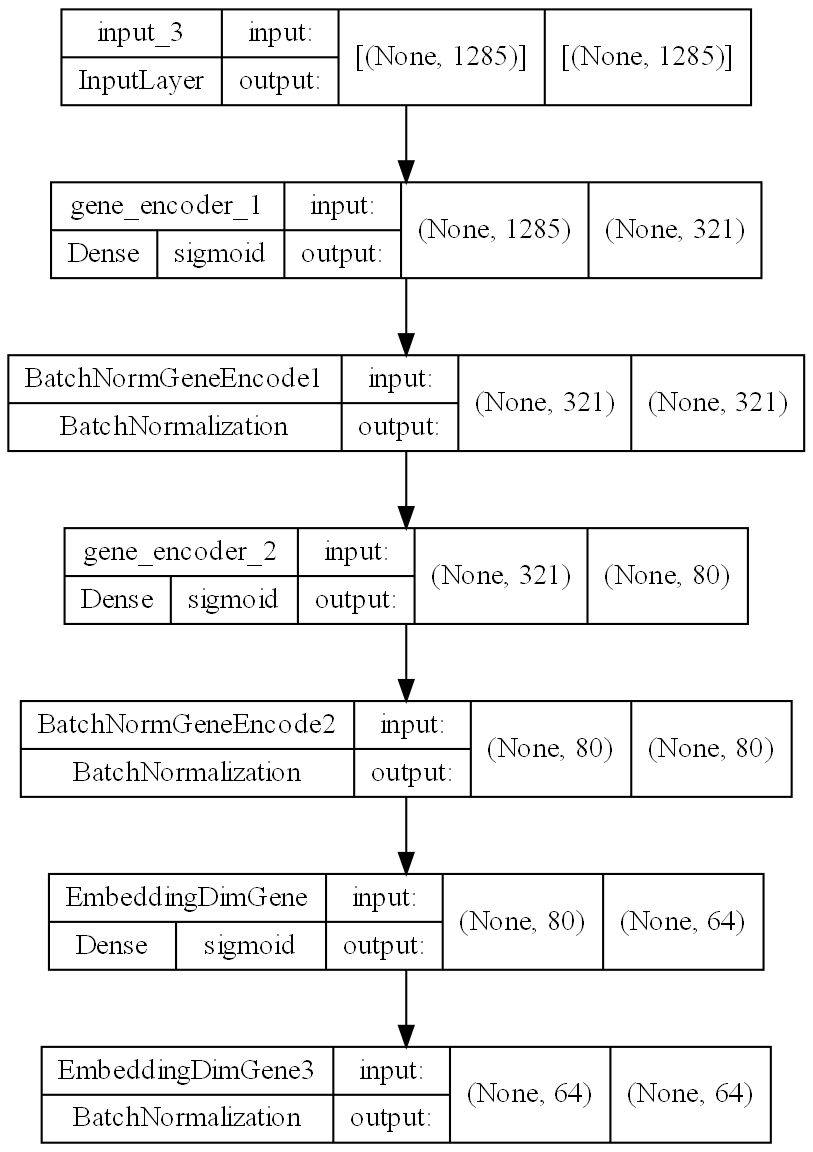 input_3
input:
[(None, 1285)]
[(None, 1285)]
InputLayer
output:
gene_encoder_1
input:
(None, 1285)
(None, 321)
Dense
sigmoid
output:
BatchNormGeneEncode1
input:
(None, 321)
(None, 321)
BatchNormalization
output:
gene_encoder_2
input:
(None, 321)
(None, 80)
Dense
sigmoid
output:
BatchNormGeneEncode2
input:
(None, 80)
(None, 80)
BatchNormalization
output:
EmbeddingDimGene
input:
(None, 80)
(None, 64)
Dense
sigmoid
output:
EmbeddingDimGene3
input:
(None, 64)
(None, 64)
BatchNormalization
output: